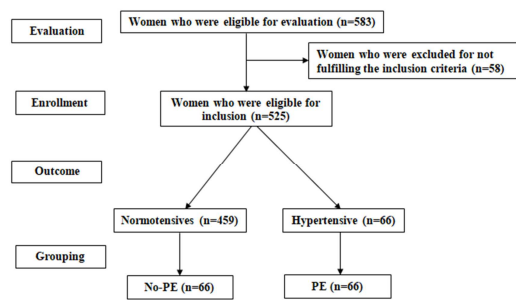 Women who were eligible for evaluation (n=583)
Evaluation
Women who were excluded for not
fulfilling the inclusion criteria (n=58)
Enrollment
Women who were eligible for
inclusion (n=525)
Outcome
Normotensives (n=459)
Hypertensive (n=66)
Grouping
No-PE (n=66)
PE (n=66)